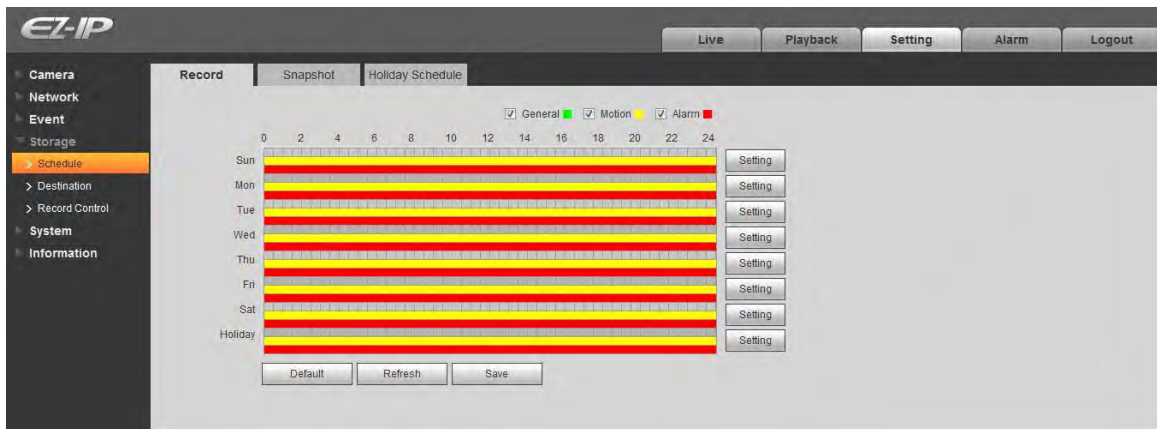 EZ-IP
Live Playback Setting Alarm Logout
Camera
Network
Event
Storage
> Schedule
> Destination
> Record Control
System
Information
Record Snapshot Holiday Schedule
General Motion Alarm
0 2 4 6 8 10 12 14 16 18 20 22 24
Sun Setting
Mon Setting
Tue Setting
Wed Setting
Thu Setting
Fri Setting
Sat Setting
Holiday Setting
Default Refresh Save